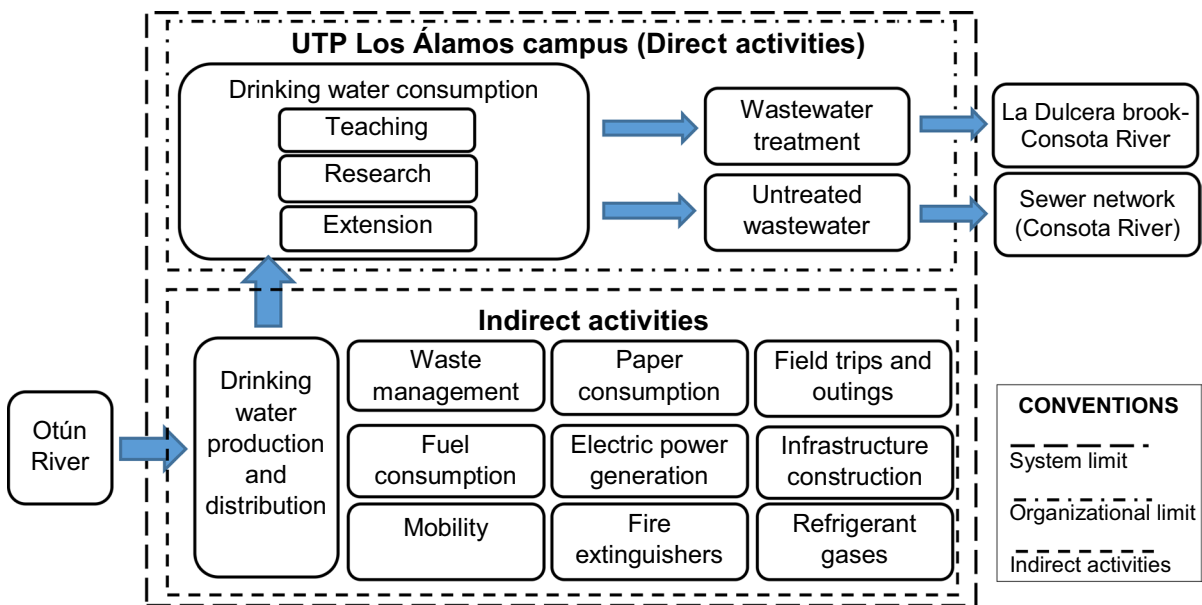 UTP Los Álamos campus (Direct activities)
Drinking water consumption
Teaching
Research
Extension
Wastewater
treatment
Untreated
wastewater
La Dulcera brook-
Consota River
Sewer network
(Consota River)
Indirect activities
Otún
River
Drinking
water
production
and
distribution
Waste
management
Paper
consumption
Field trips and
outings
Fuel
consumption
Electric power
generation
Infrastructure
construction
Mobility
Fire
extinguishers
Refrigerant
gases
CONVENTIONS
System limit
Organizational limit
Indirect activities